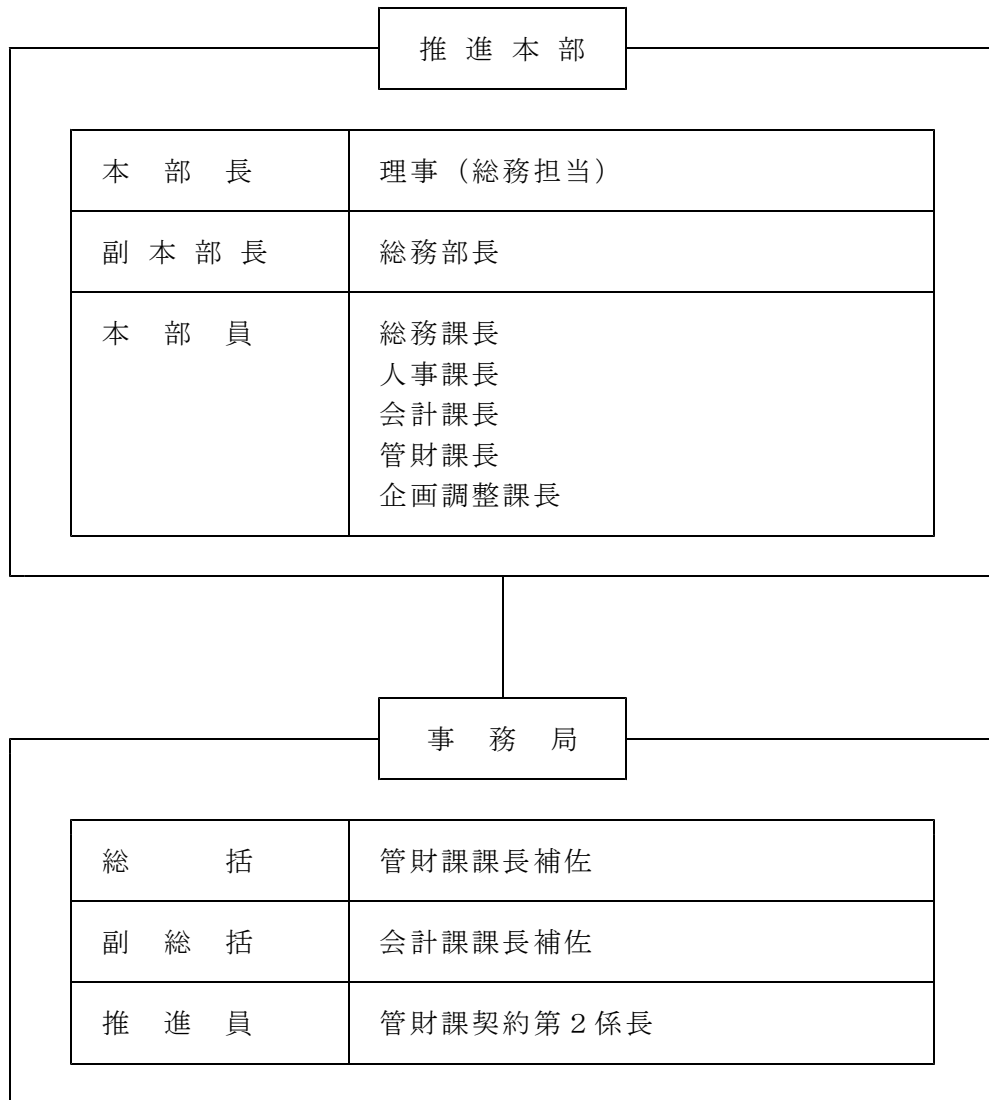 推進本部
本部長 理事（総務担当）
副本部長 総務部長
本部員 総務課長
人事課長
会計課長
管財課長
企画調整課長
事務局
総括 管財課課長補佐
副総括 会計課課長補佐
推進員 管財課契約第２係長